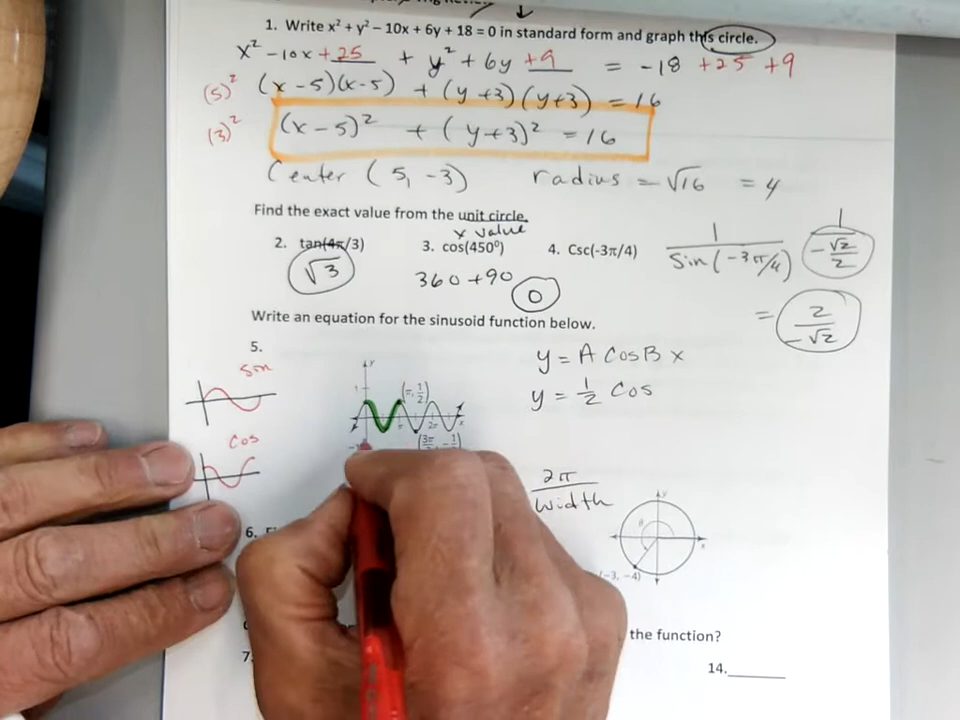 1. Write x² + y² – 10x + 6y + 18 = 0 in standard form and graph this circle.
x² - 10x + 25 + y² + 6y + 9 = -18 + 25 + 9
(5)² (x - 5)(x - 5) + (y + 3)(y + 3) = 16
(3)² (x - 5)² + (y + 3)² = 16
Center (5, -3) radius = √16 = 4
Find the exact value from the unit circle.
x value
2. tan(4π/3) 3. cos(450⁰) 4. Csc(-3π/4)
√3 360 + 90 0
1/Sin(-3π/4) 1/(-√2/2)
= 2/-√2
Write an equation for the sinusoid function below.
5.
sin
cos
y
1
(π, 1/2)
π 2π x
y = A Cos B x
y = 1/2 Cos
2π/width
6.
y
θ
x
(-3, -4)
the function?
7
14.______